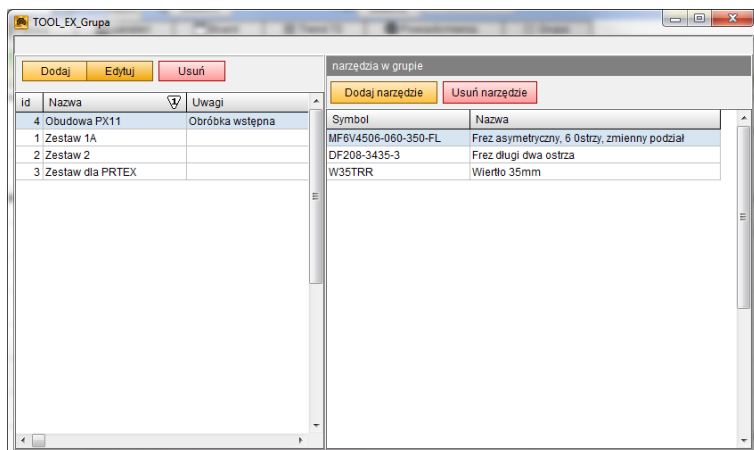 TOOL_EX_Grupa
Dodaj Edytuj Usuń
id Nazwa 1 Uwagi
4 Obudowa PX11 Obróbka wstępna
1 Zestaw 1A
2 Zestaw 2
3 Zestaw dla PRTEX
narzędzia w grupie
Dodaj narzędzie Usuń narzędzie
Symbol Nazwa
MF6V4506-060-350-FL Frez asymetryczny, 6 0strzy, zmienny podział
DF208-3435-3 Frez długi dwa ostrza
W35TRR Wiertło 35mm